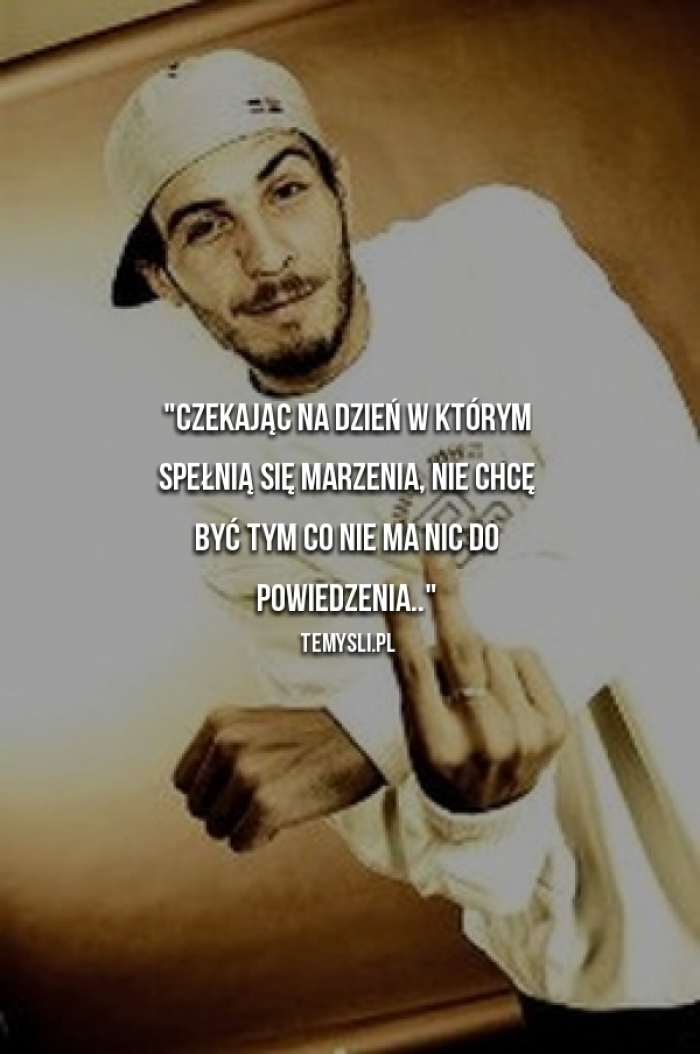 "CZEKAJĄC NA DZIEŃ W KTÓRYM
SPEŁNIĄ SIĘ MARZENIA, NIE CHCĘ
BYĆ TYM CO NIE MA NIC DO
POWIEDZENIA.."
TEMYSLI.PL